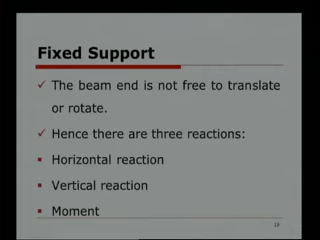 Fixed Support
✓ The beam end is not free to translate
or rotate.
✓ Hence there are three reactions:
▪ Horizontal reaction
▪ Vertical reaction
▪ Moment
19